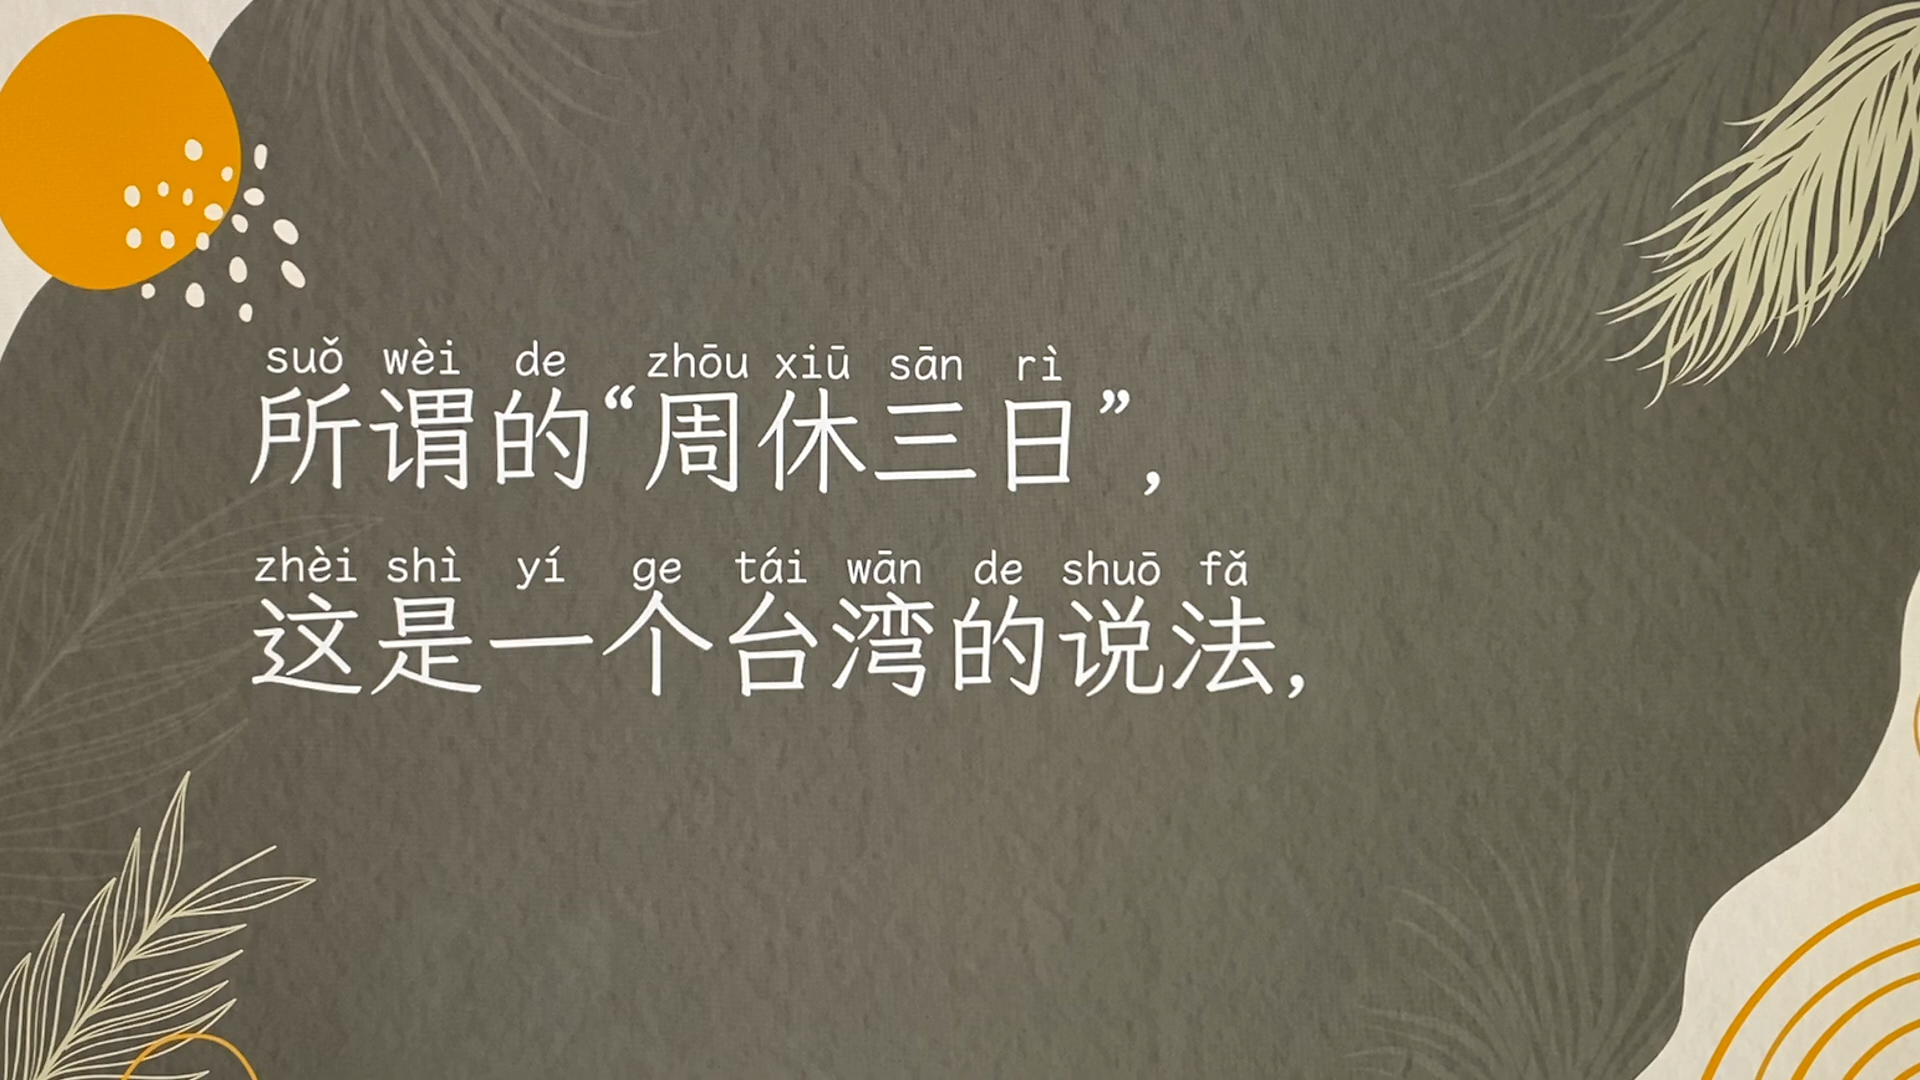 suǒ wèi de zhōu xiū sān rì
所谓的“周休三日”，
zhèi shì yí ge tái wān de shuō fǎ
这是一个台湾的说法，